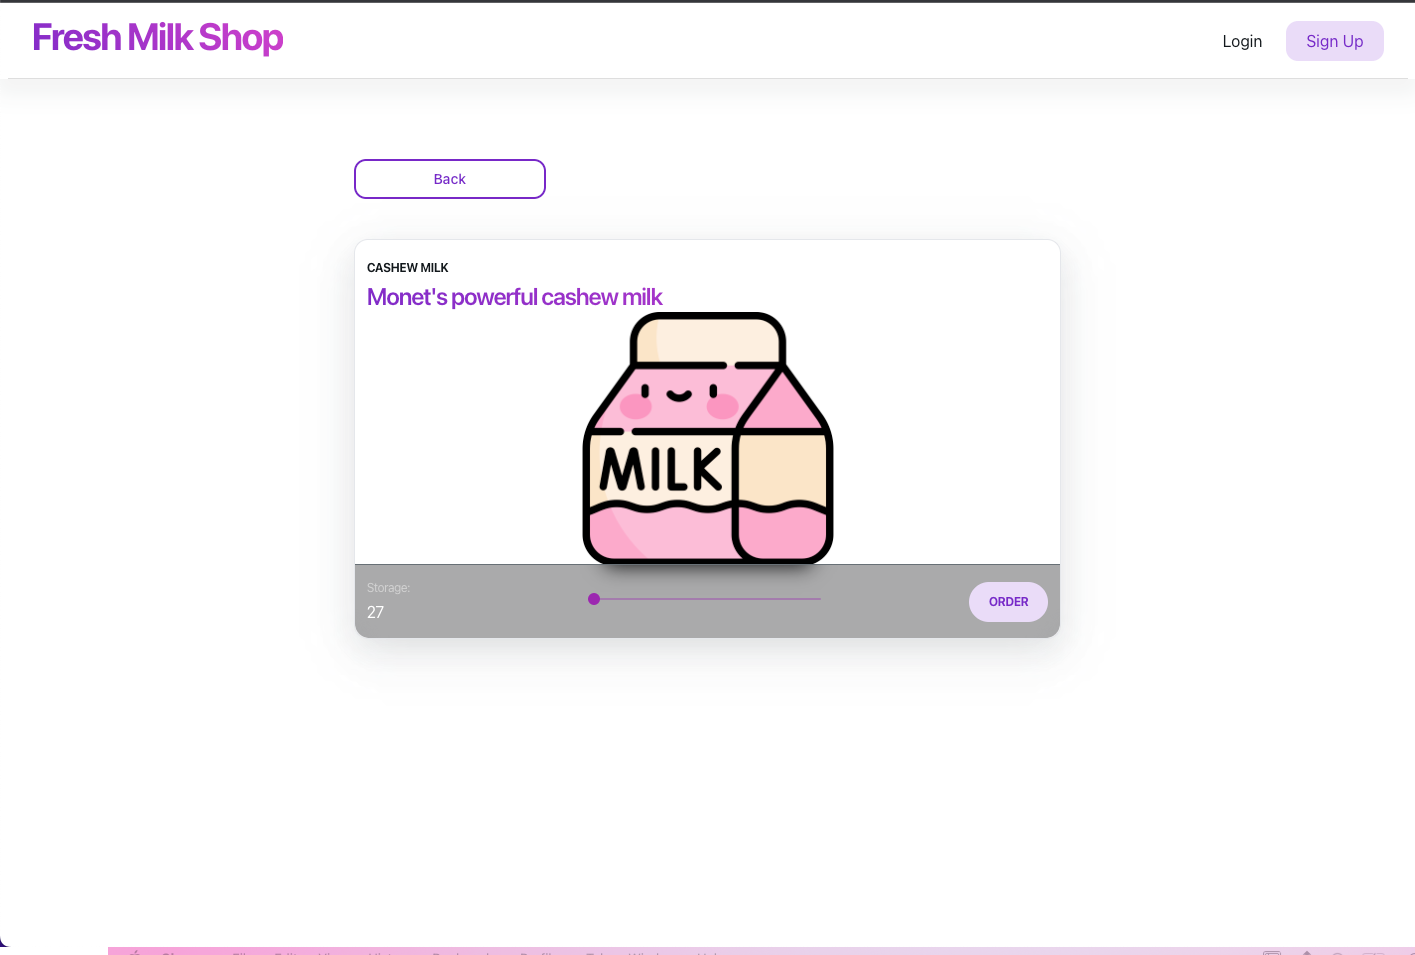 Fresh Milk Shop
Login
Sign Up
Back
CASHEW MILK
Monet's powerful cashew milk
MILK
Storage:
27
ORDER